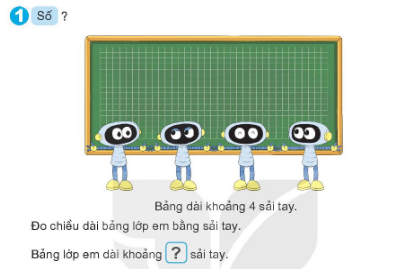 1 Số ?
Bảng dài khoảng 4 sải tay.
Đo chiều dài bảng lớp em bằng sải tay.
Bảng lớp em dài khoảng ? sải tay.